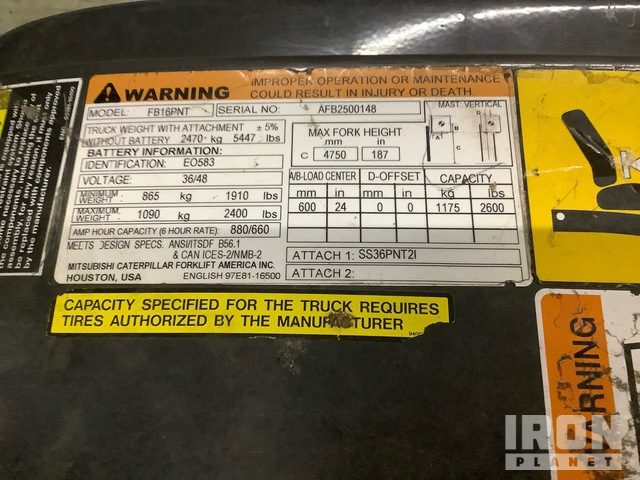 WARNING
IMPROPER OPERATION OR MAINTENANCE
COULD RESULT IN INJURY OR DEATH
MODEL: FB16PNT SERIAL NO: AFB2500148
TRUCK WEIGHT WITH ATTACHMENT ± 5%
WITHOUT BATTERY 2470 kg 5447 lbs
BATTERY INFORMATION:
IDENTIFICATION: EO583
VOLTAGE: 36/48
MINIMUM WEIGHT 865 kg 1910 lbs
MAXIMUM WEIGHT 1090 kg 2400 lbs
AMP HOUR CAPACITY (6 HOUR RATE): 880/660
MEETS DESIGN SPECS. ANSI/ITSDF B56.1
& CAN ICES-2/NMB-2
MITSUBISHI CATERPILLAR FORKLIFT AMERICA INC.
HOUSTON, USA ENGLISH 97E81-16500
MAX FORK HEIGHT
mm in
C 4750 187
MAST VERTICAL
A B C D
A/B-LOAD CENTER D-OFFSET CAPACITY
mm in mm in kg lbs
600 24 0 0 1175 2600
ATTACH 1: SS36PNT2I
ATTACH 2:
CAPACITY SPECIFIED FOR THE TRUCK REQUIRES
TIRES AUTHORIZED BY THE MANUFACTURER
WARNING
IRON
PLANET